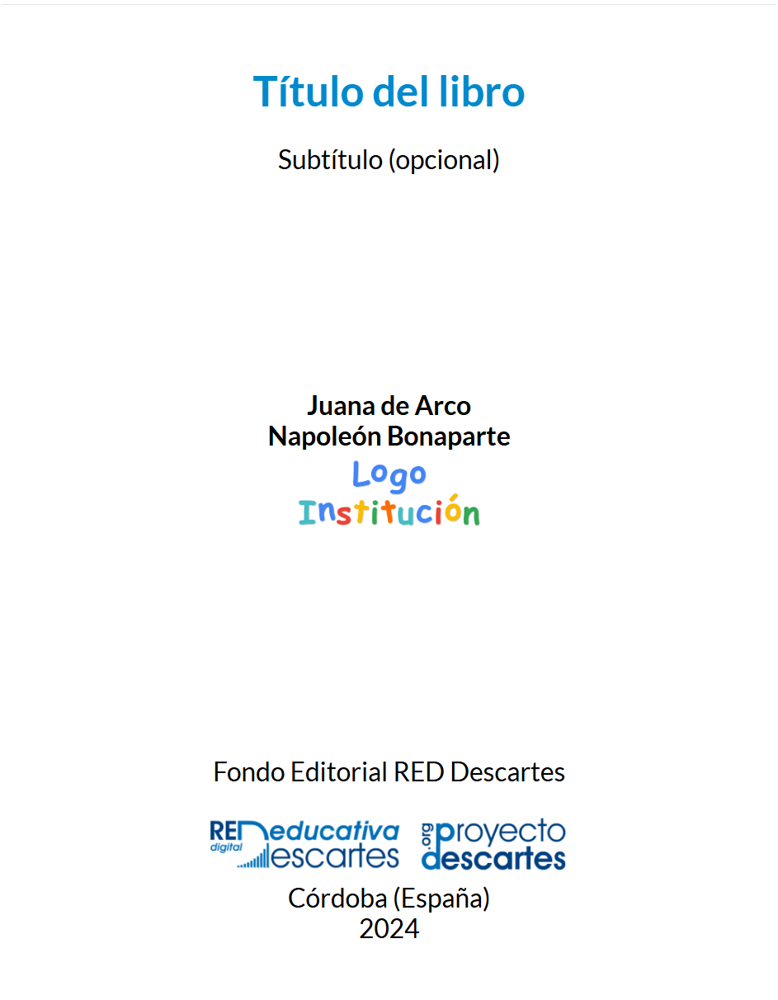 Título del libro
Subtítulo (opcional)
Juana de Arco
Napoleón Bonaparte
Logo
Institución
Fondo Editorial RED Descartes
RED educativa
digital Descartes
proyecto
descartes
.org
Córdoba (España)
2024